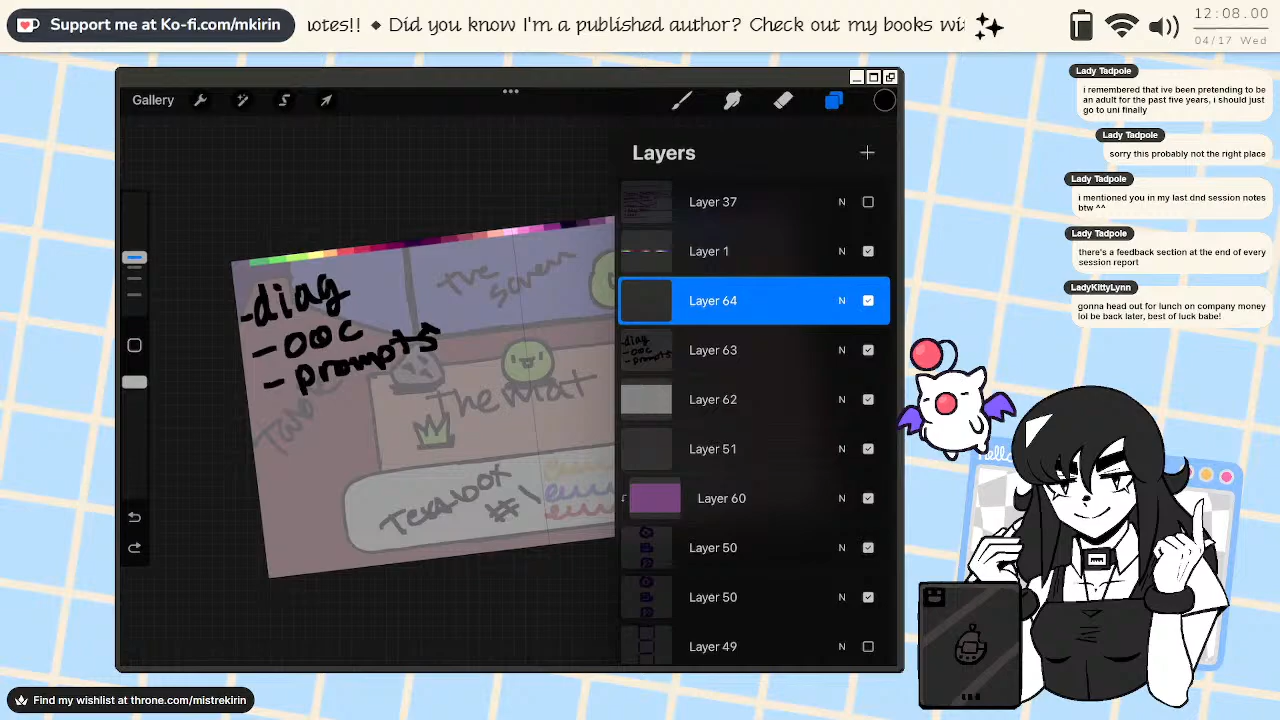 Support me at Ko-fi.com/mkirin
notes!! ◆ Did you know I'm a published author? Check out my books wi
12:08.00
04/17 Wed
Gallery
Layers
Layer 37 N
Layer 1 N
Layer 64 N
Layer 63 N
Layer 62 N
Layer 51 N
Layer 60 N
Layer 50 N
Layer 50 N
Layer 49 N
-diag
-ooc
-prompts
the screen
The mat
Textbox
#1
Lady Tadpole
i remembered that ive been pretending to be an adult for the past five years, i should just go to uni finally
Lady Tadpole
sorry this probably not the right place
Lady Tadpole
i mentioned you in my last dnd session notes btw ^^
Lady Tadpole
there's a feedback section at the end of every session report
LadyKittyLynn
gonna head out for lunch on company money lol be back later, best of luck babe!
Find my wishlist at throne.com/mistrekirin